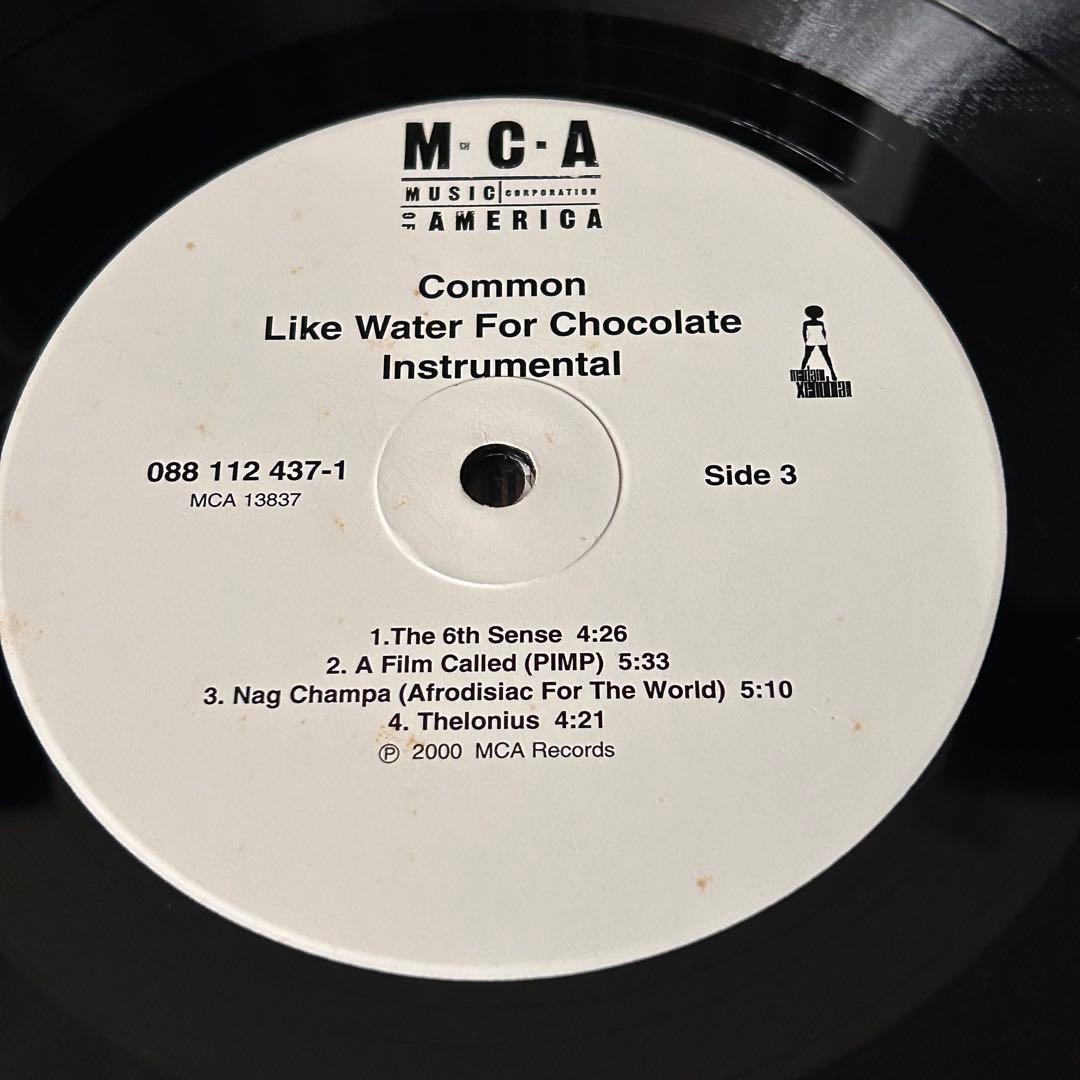 M·C·A
MUSIC CORPORATION
OF AMERICA
Common
Like Water For Chocolate
Instrumental
088 112 437-1
MCA 13837
Side 3
1.The 6th Sense 4:26
2. A Film Called (PIMP) 5:33
3. Nag Champa (Afrodisiac For The World) 5:10
4. Thelonius 4:21
℗ 2000 MCA Records